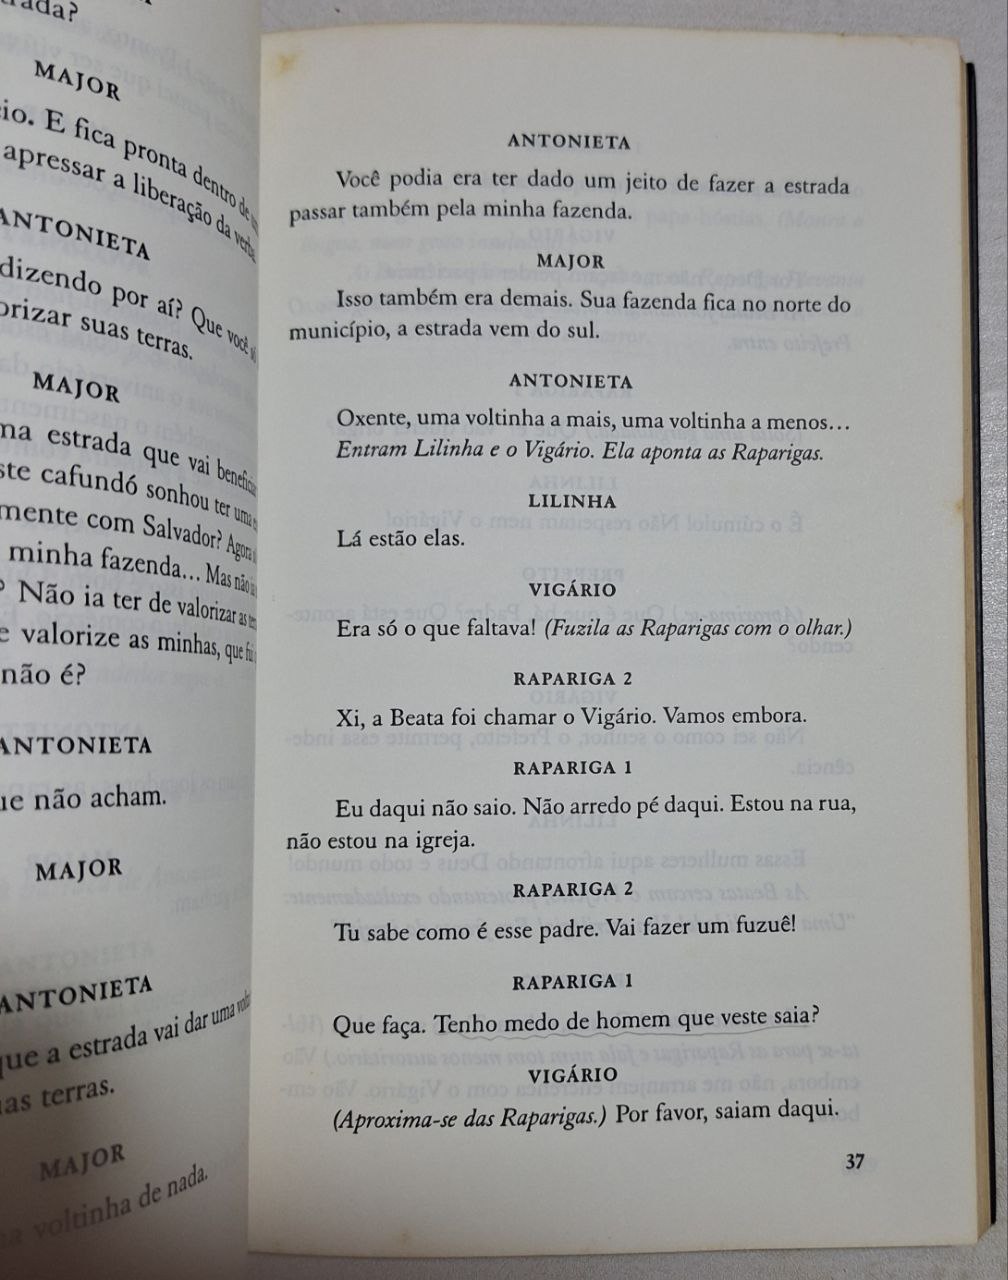 rada?
MAJOR
cio. E fica pronta dentro de
apressar a liberação da verba
ANTONIETA
dizendo por aí? Que você
orizar suas terras.
MAJOR
ma estrada que vai
ste cafundó sonhou ter uma
mente com Salvador? Agora
minha fazenda... Mas não
? Não ia ter de valorizar as
e valorize as minhas, que fui
não é?
ANTONIETA
ue não acham.
MAJOR
ANTONIETA
que a estrada vai dar uma
as terras.
MAJOR
a voltinha de nada.
ANTONIETA
Você podia era ter dado um jeito de fazer a estrada
passar também pela minha fazenda.
MAJOR
Isso também era demais. Sua fazenda fica no norte do
município, a estrada vem do sul.
ANTONIETA
Oxente, uma voltinha a mais, uma voltinha a menos...
Entram Lilinha e o Vigário. Ela aponta as Raparigas.
LILINHA
Lá estão elas.
VIGÁRIO
Era só o que faltava! (Fuzila as Raparigas com o olhar.)
RAPARIGA 2
Xi, a Beata foi chamar o Vigário. Vamos embora.
RAPARIGA 1
Eu daqui não saio. Não arredo pé daqui. Estou na rua,
não estou na igreja.
RAPARIGA 2
Tu sabe como é esse padre. Vai fazer um fuzuê!
RAPARIGA 1
Que faça. Tenho medo de homem que veste saia?
VIGÁRIO
(Aproxima-se das Raparigas.) Por favor, saiam daqui.
37